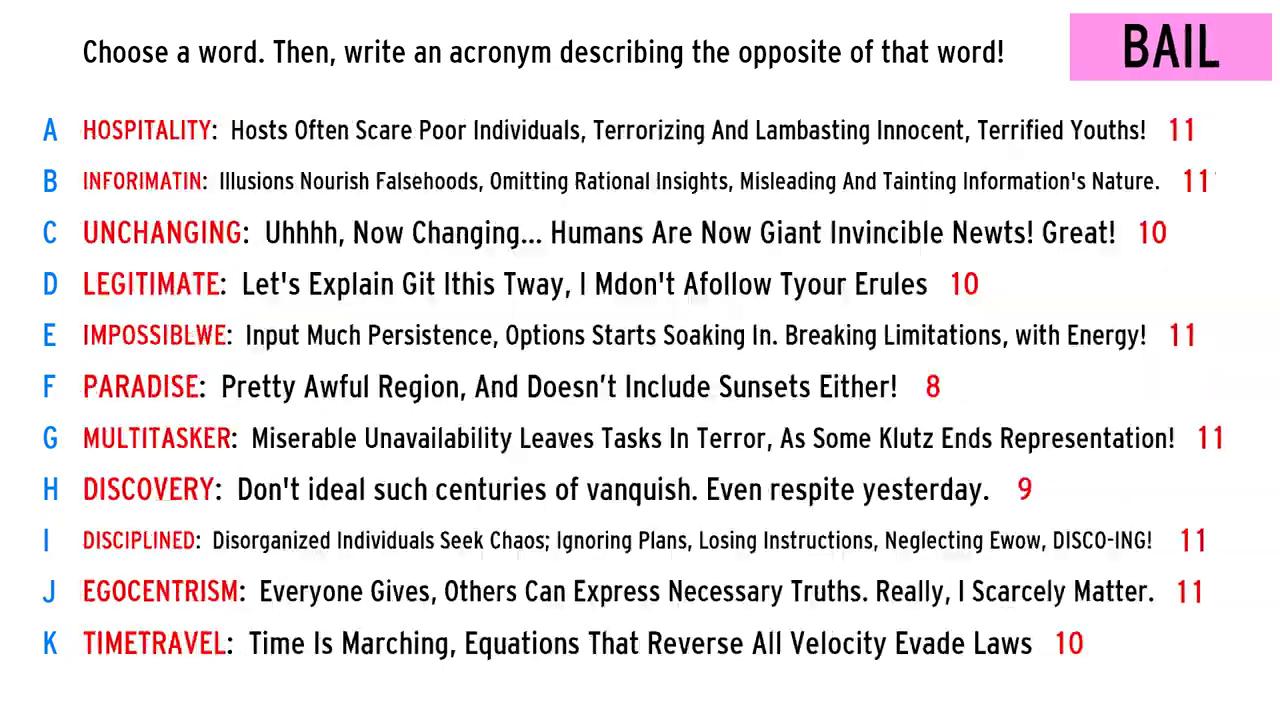 Choose a word. Then, write an acronym describing the opposite of that word!
BAIL
A HOSPITALITY: Hosts Often Scare Poor Individuals, Terrorizing And Lambasting Innocent, Terrified Youths! 11
B INFORIMATIN: Illusions Nourish Falsehoods, Omitting Rational Insights, Misleading And Tainting Information's Nature. 11
C UNCHANGING: Uhhhh, Now Changing... Humans Are Now Giant Invincible Newts! Great! 10
D LEGITIMATE: Let's Explain Git Ithis Tway, I Mdon't Afollow Tyour Erules 10
E IMPOSSIBLWE: Input Much Persistence, Options Starts Soaking In. Breaking Limitations, with Energy! 11
F PARADISE: Pretty Awful Region, And Doesn’t Include Sunsets Either! 8
G MULTITASKER: Miserable Unavailability Leaves Tasks In Terror, As Some Klutz Ends Representation! 11
H DISCOVERY: Don't ideal such centuries of vanquish. Even respite yesterday. 9
I DISCIPLINED: Disorganized Individuals Seek Chaos; Ignoring Plans, Losing Instructions, Neglecting Ewow, DISCO-ING! 11
J EGOCENTRISM: Everyone Gives, Others Can Express Necessary Truths. Really, I Scarcely Matter. 11
K TIMETRAVEL: Time Is Marching, Equations That Reverse All Velocity Evade Laws 10